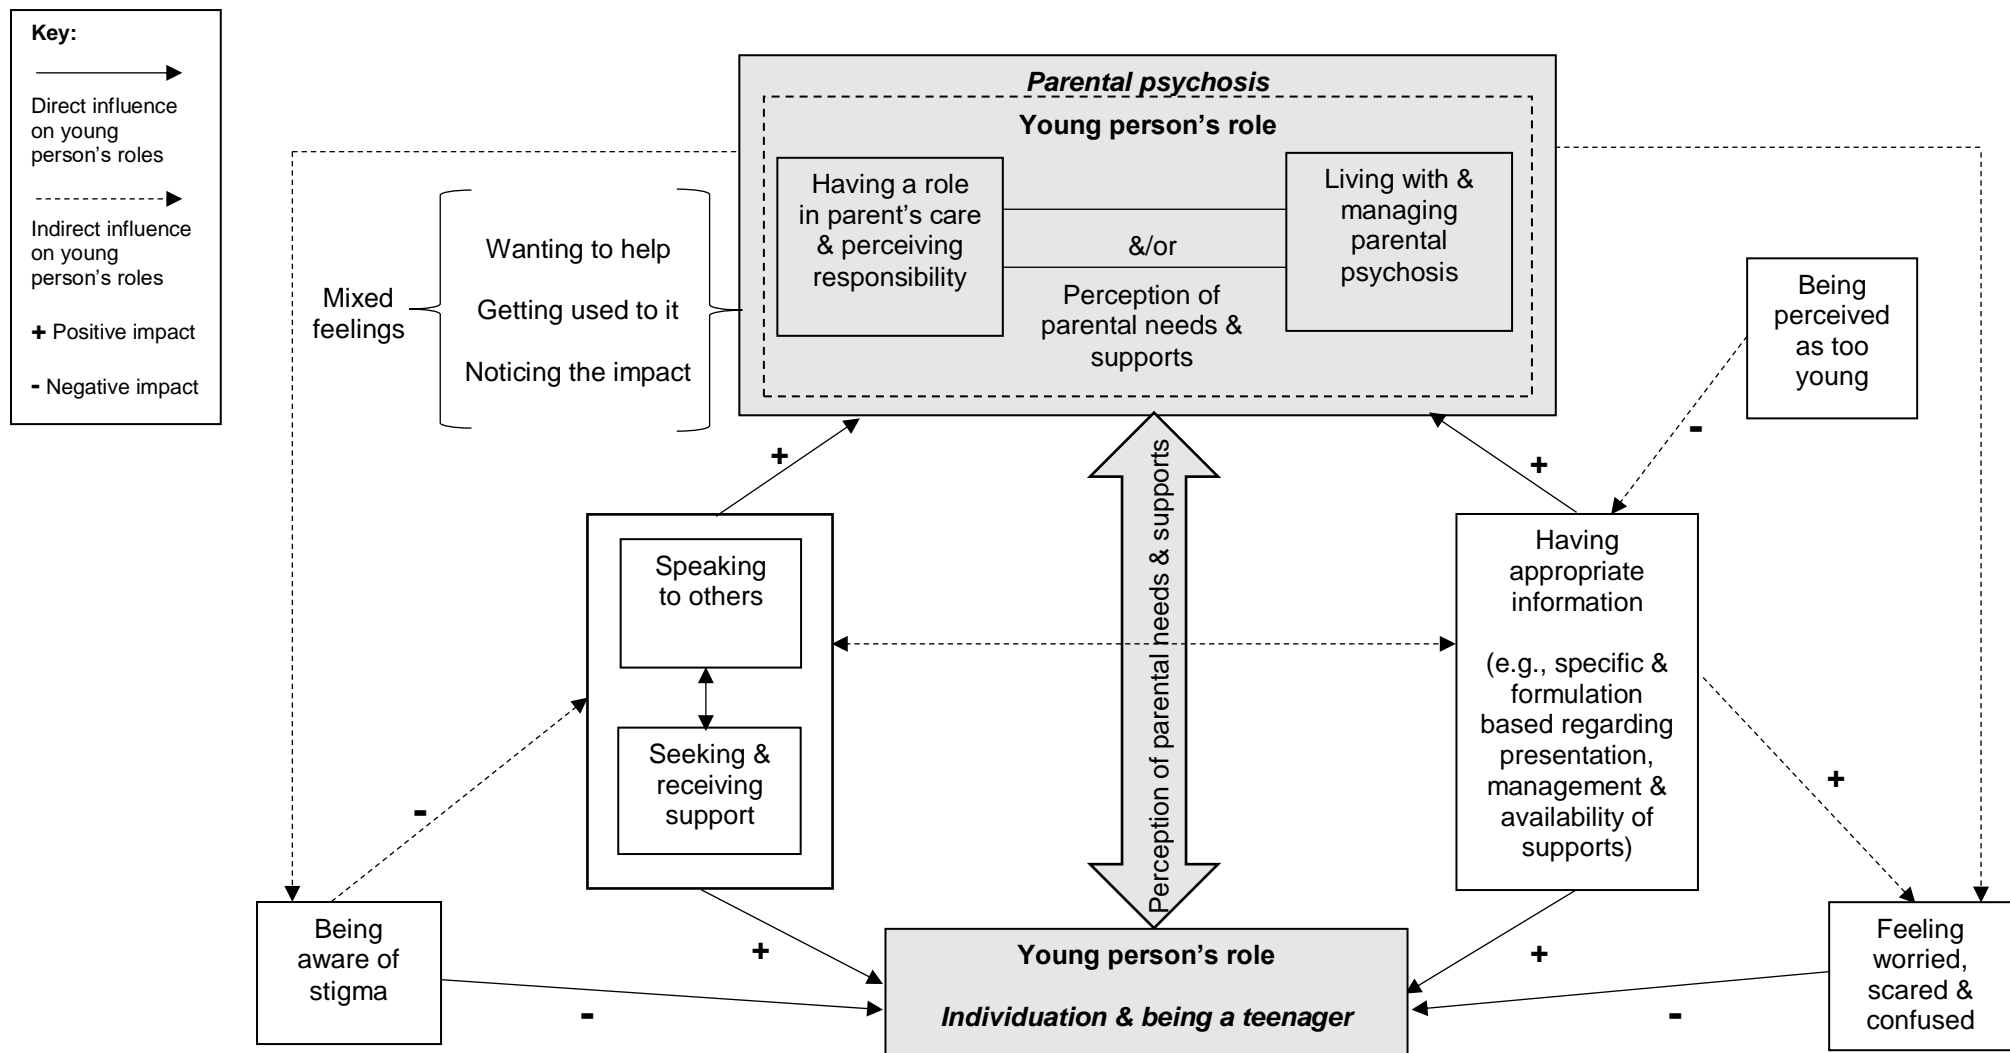 Key:
Direct influence
on young
person’s roles
Indirect influence
on young
person’s roles
+ Positive impact
- Negative impact
Parental psychosis
Young person’s role
Having a role
in parent’s care
& perceiving
responsibility
&/or
Perception of
parental needs &
supports
Living with &
managing
parental
psychosis
Mixed
feelings
Wanting to help
Getting used to it
Noticing the impact
Being
perceived
as too
young
+
+
-
Speaking
to others
Seeking &
receiving
support
Perception of parental needs & supports
Having
appropriate
information
(e.g., specific &
formulation
based regarding
presentation,
management &
availability of
supports)
-
+
Being
aware of
stigma
+
-
Young person’s role
Individuation & being a teenager
+
-
Feeling
worried,
scared &
confused